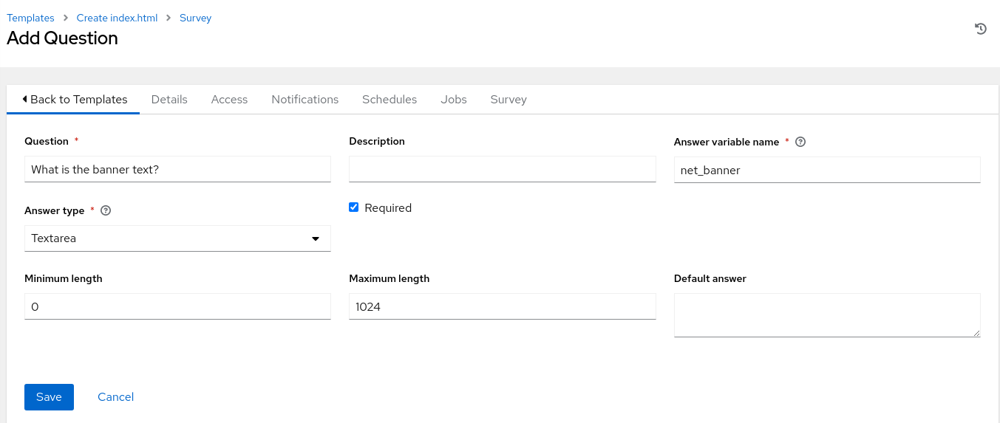 Templates > Create index.html > Survey
Add Question
Back to Templates Details Access Notifications Schedules Jobs Survey
Question * Description Answer variable name *
What is the banner text? net_banner
Answer type * Required
Textarea
Minimum length Maximum length Default answer
0 1024
Save Cancel